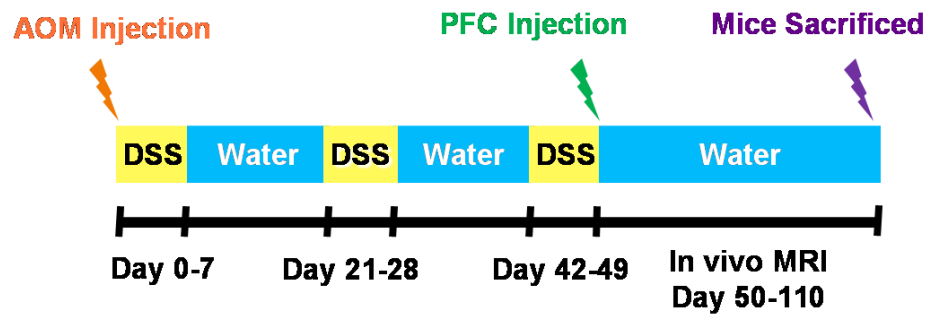 AOM Injection
PFC Injection
Mice Sacrificed
DSS
Water
DSS
Water
DSS
Water
Day 0-7
Day 21-28
Day 42-49
In vivo MRI
Day 50-110